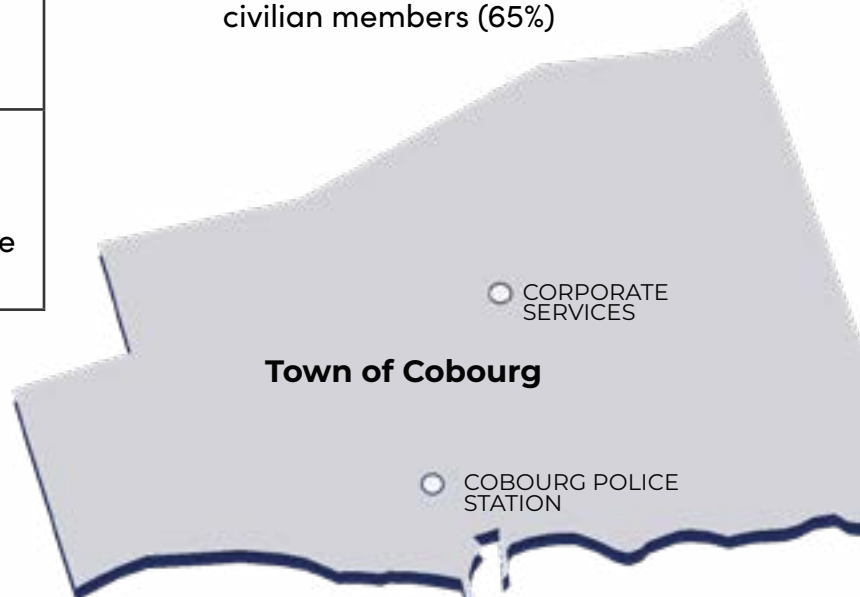 civilian members (65%)
e
CORPORATE
SERVICES
Town of Cobourg
COBOURG POLICE
STATION